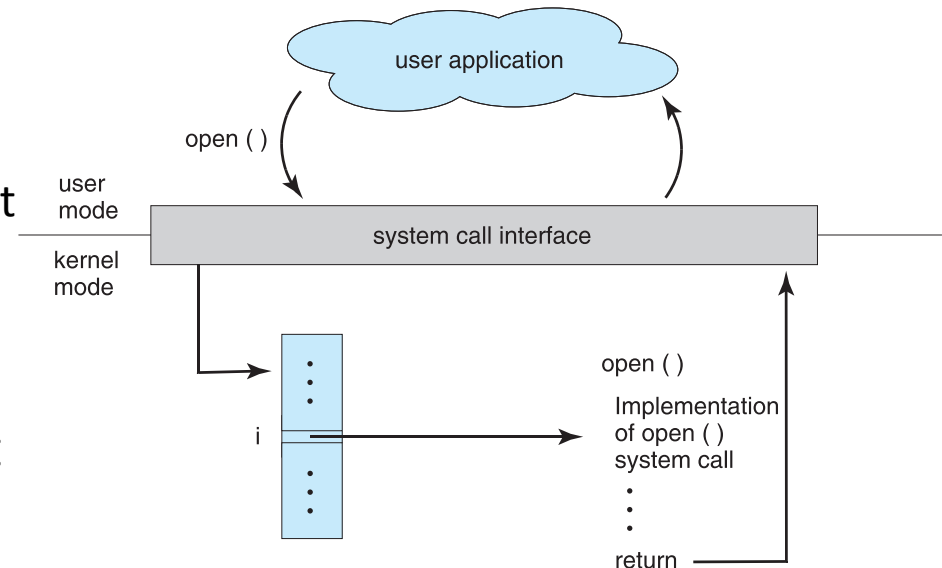 user application
open ( )
t
user
mode
system call interface
kernel
mode
open ( )
Implementation
of open ( )
system call
i
return